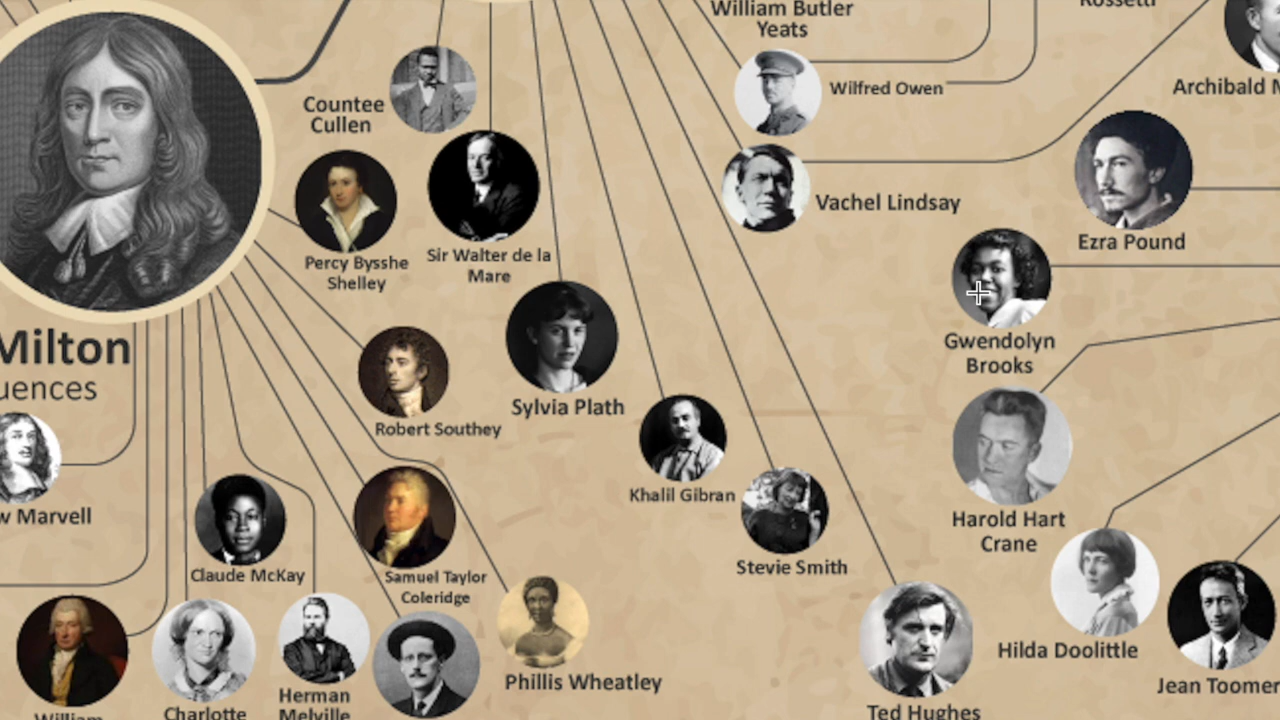 William Butler
Yeats
Wilfred Owen
Archibald
Countee
Cullen
Vachel Lindsay
Ezra Pound
Percy Bysshe
Shelley
Sir Walter de la
Mare
Gwendolyn
Brooks
Milton
uences
Sylvia Plath
Robert Southey
Khalil Gibran
w Marvell
Harold Hart
Crane
Stevie Smith
Claude McKay
Samuel Taylor
Coleridge
Hilda Doolittle
Phillis Wheatley
Jean Toomer
Herman
Melville
Charlotte
William
Ted Hughes